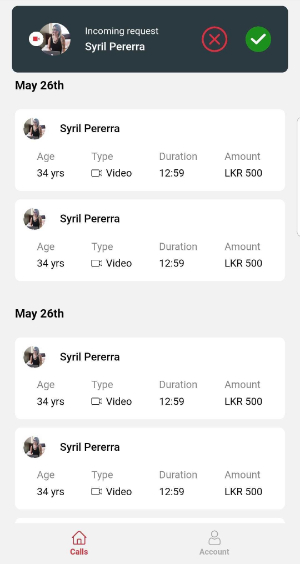 Incoming request
Syril Pererra
May 26th
Syril Pererra
Age Type Duration Amount
34 yrs Video 12:59 LKR 500
Syril Pererra
Age Type Duration Amount
34 yrs Video 12:59 LKR 500
May 26th
Syril Pererra
Age Type Duration Amount
34 yrs Video 12:59 LKR 500
Syril Pererra
Age Type Duration Amount
34 yrs Video 12:59 LKR 500
Calls Account